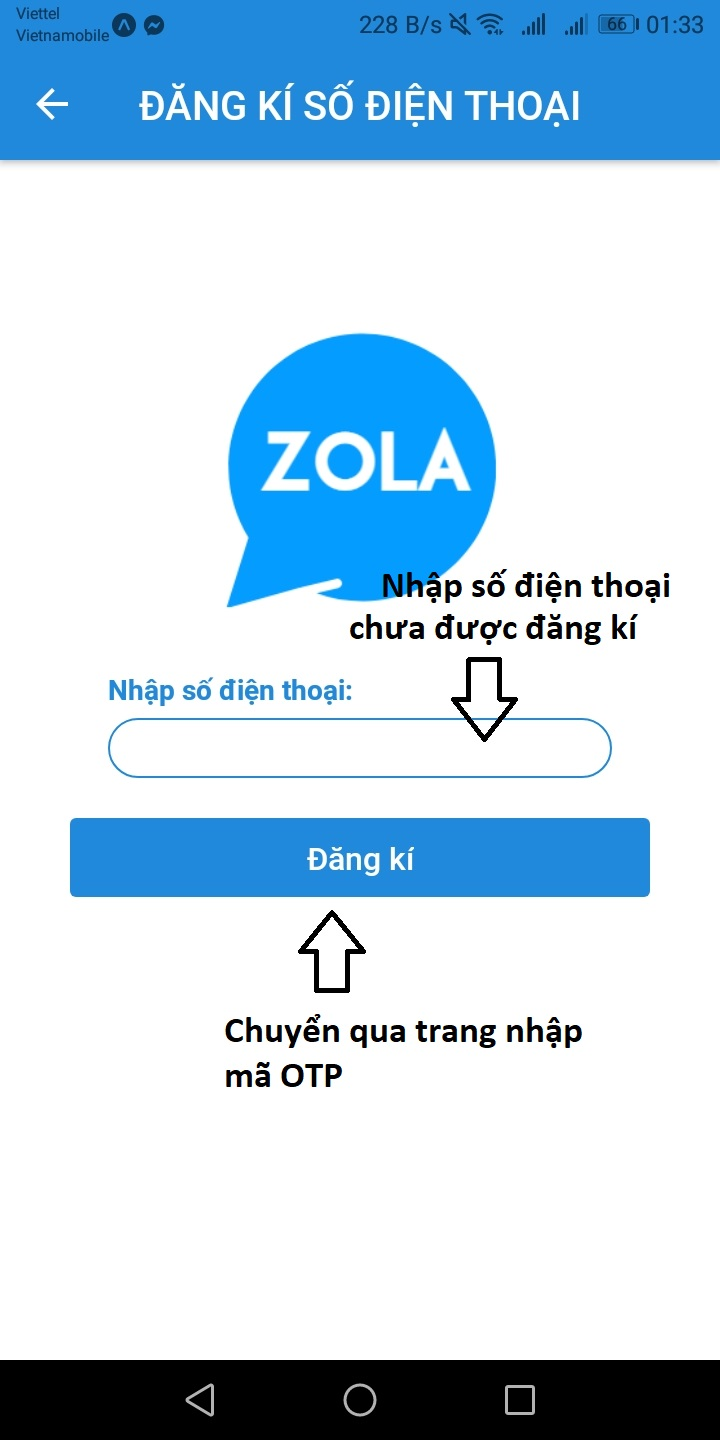 Viettel
Vietnamobile
228 B/s 66 01:33
ĐĂNG KÍ SỐ ĐIỆN THOẠI
ZOLA
Nhập số điện thoại
chưa được đăng kí
Nhập số điện thoại:
Đăng kí
Chuyển qua trang nhập
mã OTP